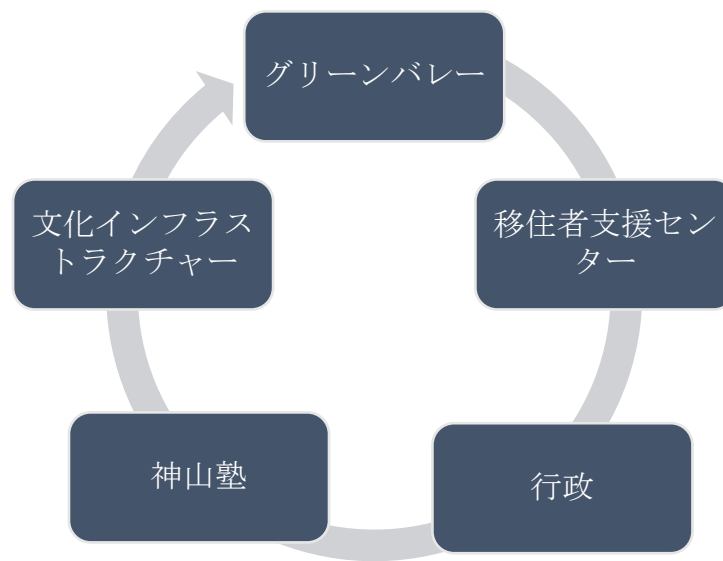 グリーンバレー
移住者支援セン
ター
行政
神山塾
文化インフラス
トラクチャー